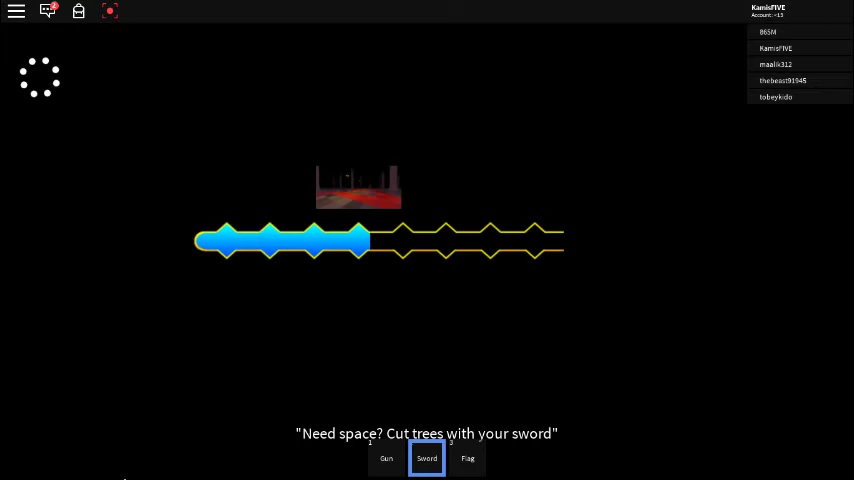 2
KamisFIVE
Account: <13
865M
KamisFIVE
maalik312
thebeast91945
tobeykido
"Need space? Cut trees with your sword"
1
3
Gun
Sword
Flag